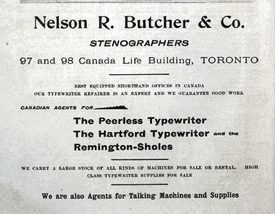 Nelson R. Butcher & Co.
STENOGRAPHERS
97 and 98 Canada Life Building, TORONTO
BEST EQUIPPED SHORTHAND OFFICES IN CANADA
OUR TYPEWRITER REPAIRER IS AN EXPERT AND WE GUARANTEE GOOD WORK
CANADIAN AGENTS FOR
The Peerless Typewriter
The Hartford Typewriter and the
Remington-Sholes
WE CARRY A LARGE STOCK OF ALL KINDS OF MACHINES FOR SALE OR RENTAL. HIGH
CLASS TYPEWRITER SUPPLIES FOR SALE
We are also Agents for Talking Machines and Supplies